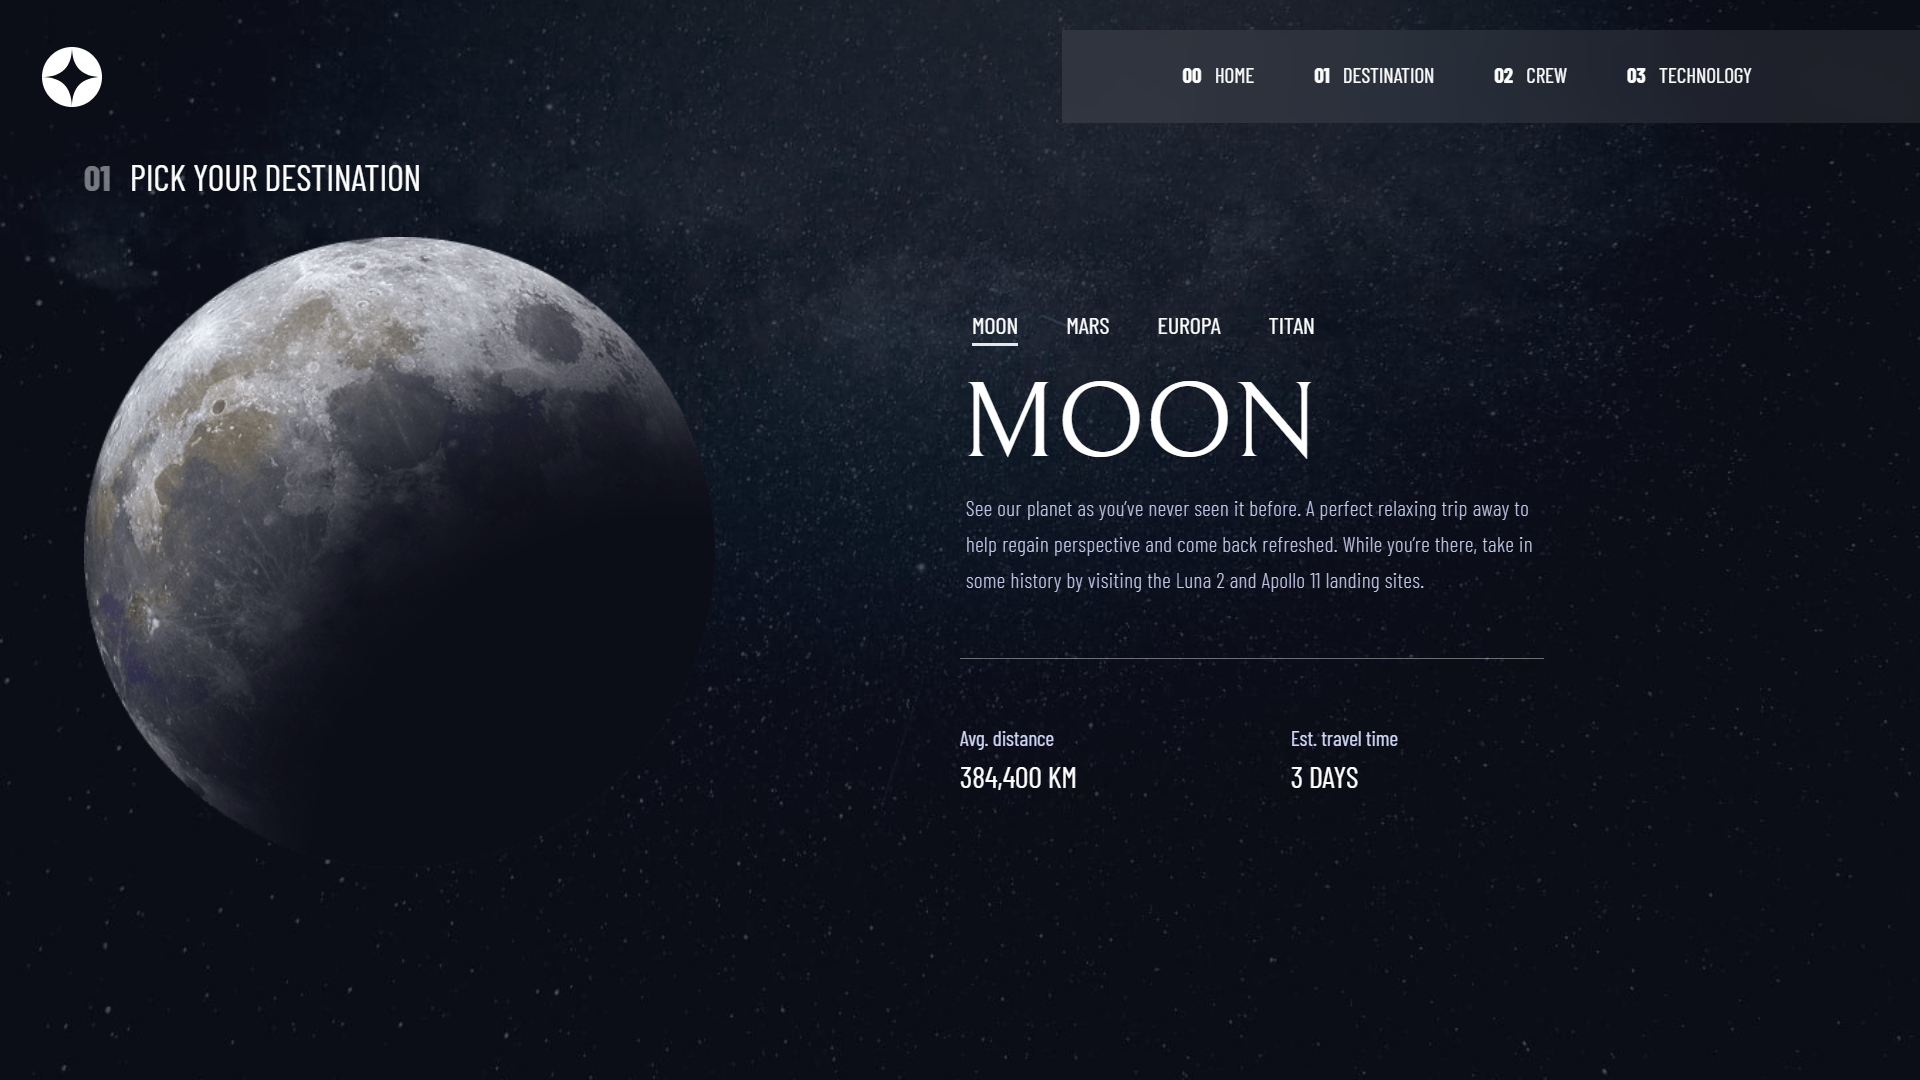 00 HOME 01 DESTINATION 02 CREW 03 TECHNOLOGY
01 PICK YOUR DESTINATION
MOON MARS EUROPA TITAN
MOON
See our planet as you’ve never seen it before. A perfect relaxing trip away to
help regain perspective and come back refreshed. While you’re there, take in
some history by visiting the Luna 2 and Apollo 11 landing sites.
Avg. distance
384,400 KM
Est. travel time
3 DAYS